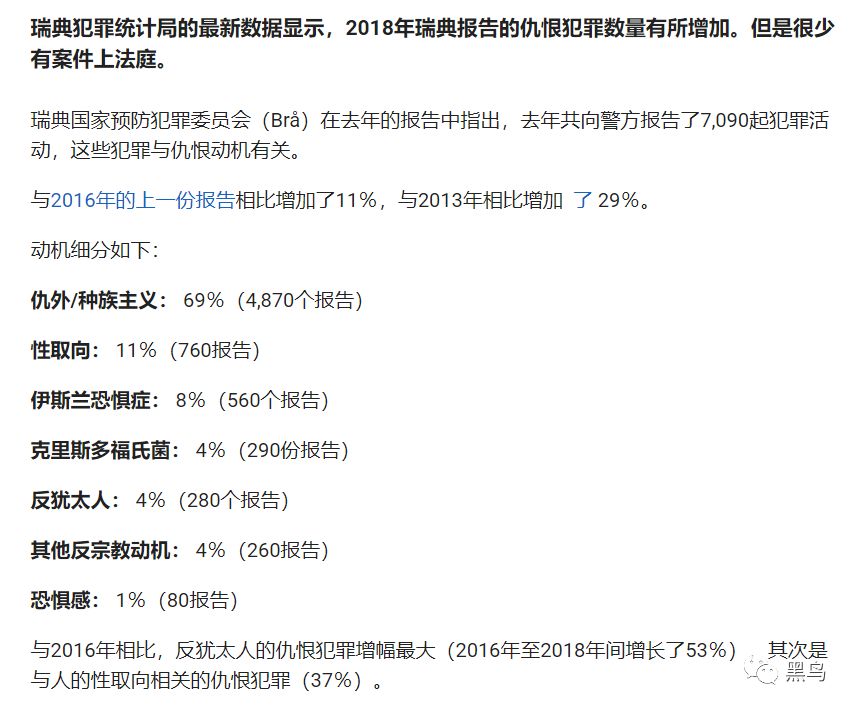 瑞典犯罪统计局的最新数据显示，2018年瑞典报告的仇恨犯罪数量有所增加。但是很少
有案件上法庭。
瑞典国家预防犯罪委员会（Brå）在去年的报告中指出，去年共向警方报告了7,090起犯罪活
动，这些犯罪与仇恨动机有关。
与2016年的上一份报告相比增加了11％，与2013年相比增加 了 29％。
动机细分如下：
仇外/种族主义： 69％（4,870个报告）
性取向： 11％（760报告）
伊斯兰恐惧症： 8％（560个报告）
克里斯多福氏菌： 4％（290份报告）
反犹太人： 4％（280个报告）
其他反宗教动机： 4％（260报告）
恐惧感： 1％（80报告）
与2016年相比，反犹太人的仇恨犯罪增幅最大（2016年至2018年间增长了53％），其次是
与人的性取向相关的仇恨犯罪（37％）。
黑鸟